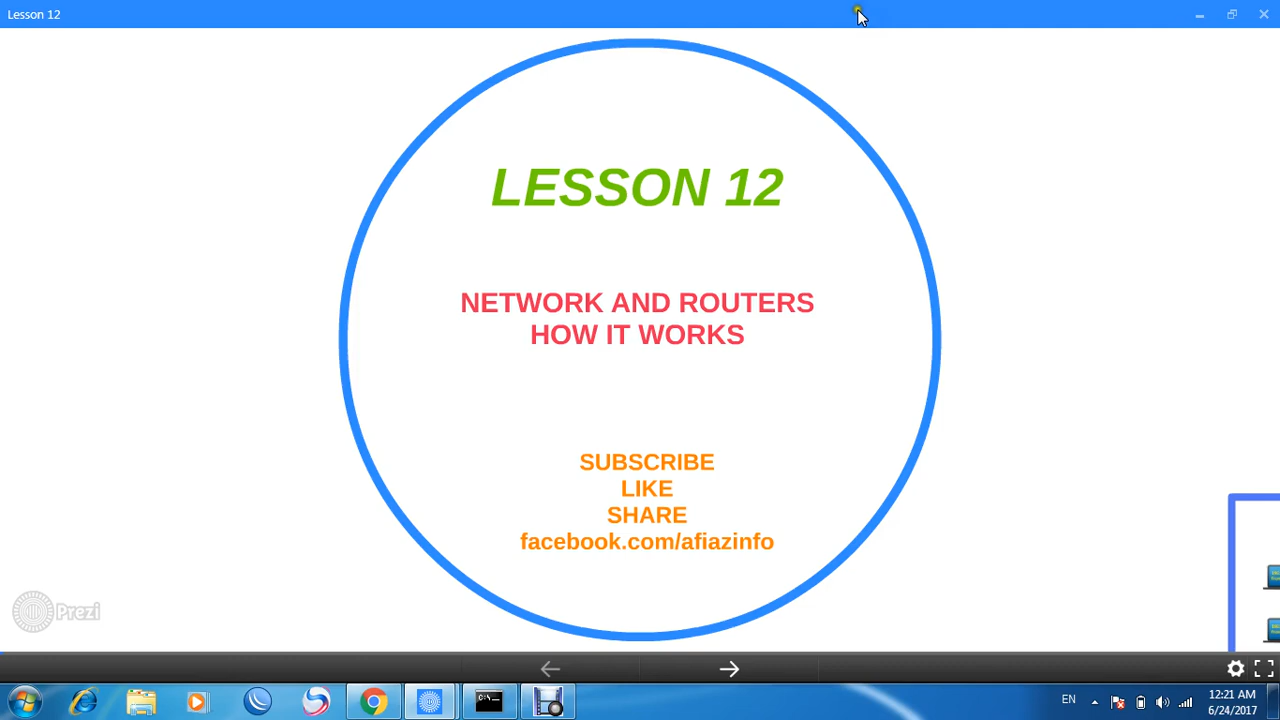 Lesson 12
LESSON 12
NETWORK AND ROUTERS
HOW IT WORKS
SUBSCRIBE
LIKE
SHARE
facebook.com/afiazinfo
Prezi
EN
12:21 AM
6/24/2017